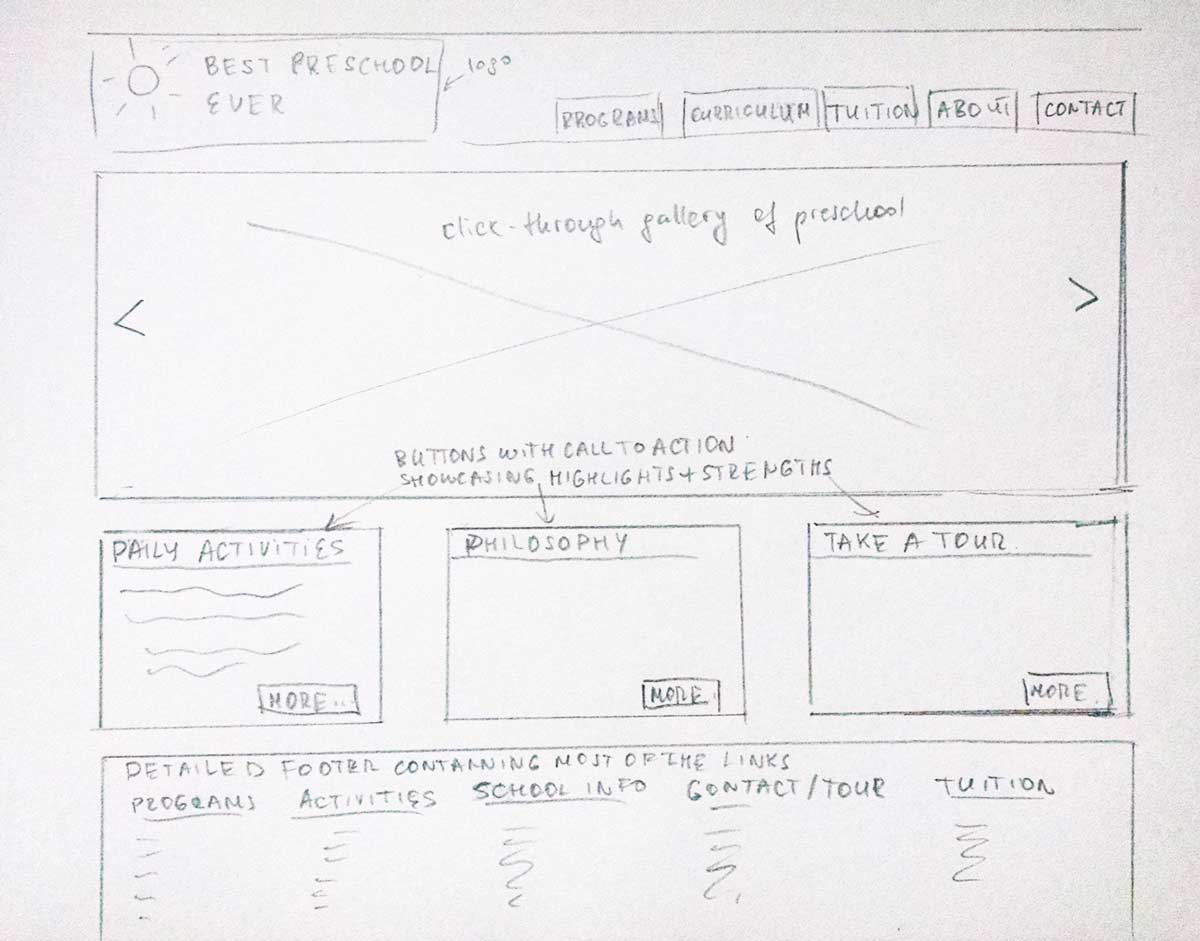 BEST PRESCHOOL
EVER
logo
PROGRAMS CURRICULUM TUITION ABOUT CONTACT
click-through gallery of preschool
< >
BUTTONS WITH CALL TO ACTION
SHOWCASING HIGHLIGHTS + STRENGTHS
DAILY ACTIVITIES
MORE...
PHILOSOPHY
MORE.
TAKE A TOUR
MORE.
DETAILED FOOTER CONTANNING MOST OF THE LINKS
PROGRAMS ACTIVITIES SCHOOL INFO CONTACT/TOUR TUITION